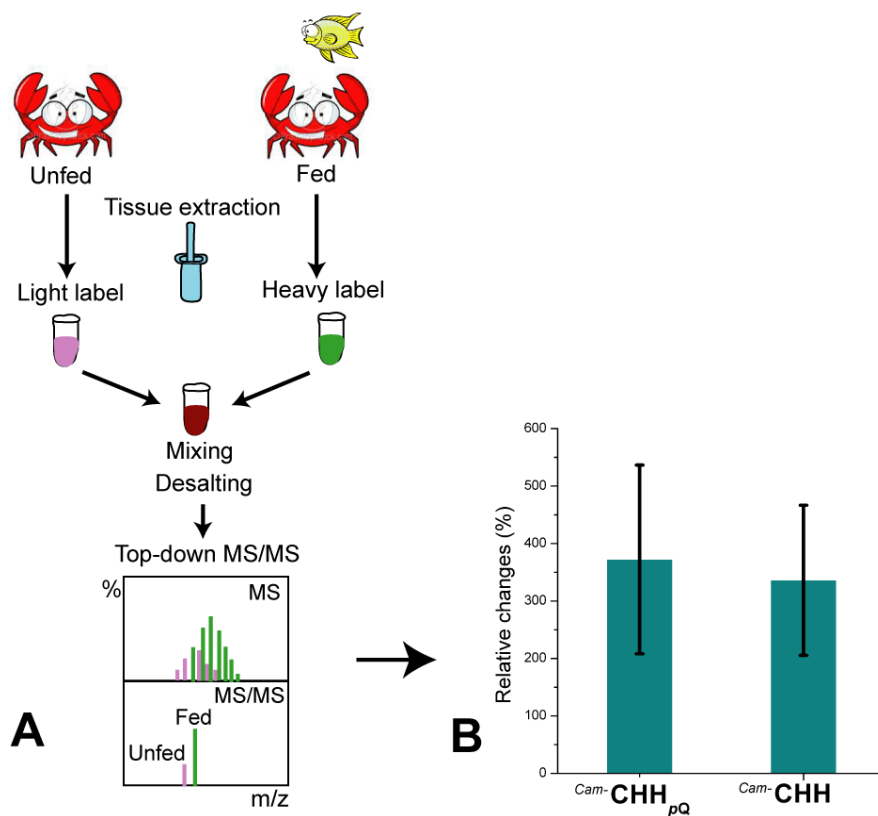 Unfed
Fed
Tissue extraction
Light label
Heavy label
Mixing
Desalting
Top-down MS/MS
%
MS
MS/MS
Fed
Unfed
m/z
A
B
Relative changes (%)
600
500
400
300
200
100
0
Cam-CHHpQ
Cam-CHH